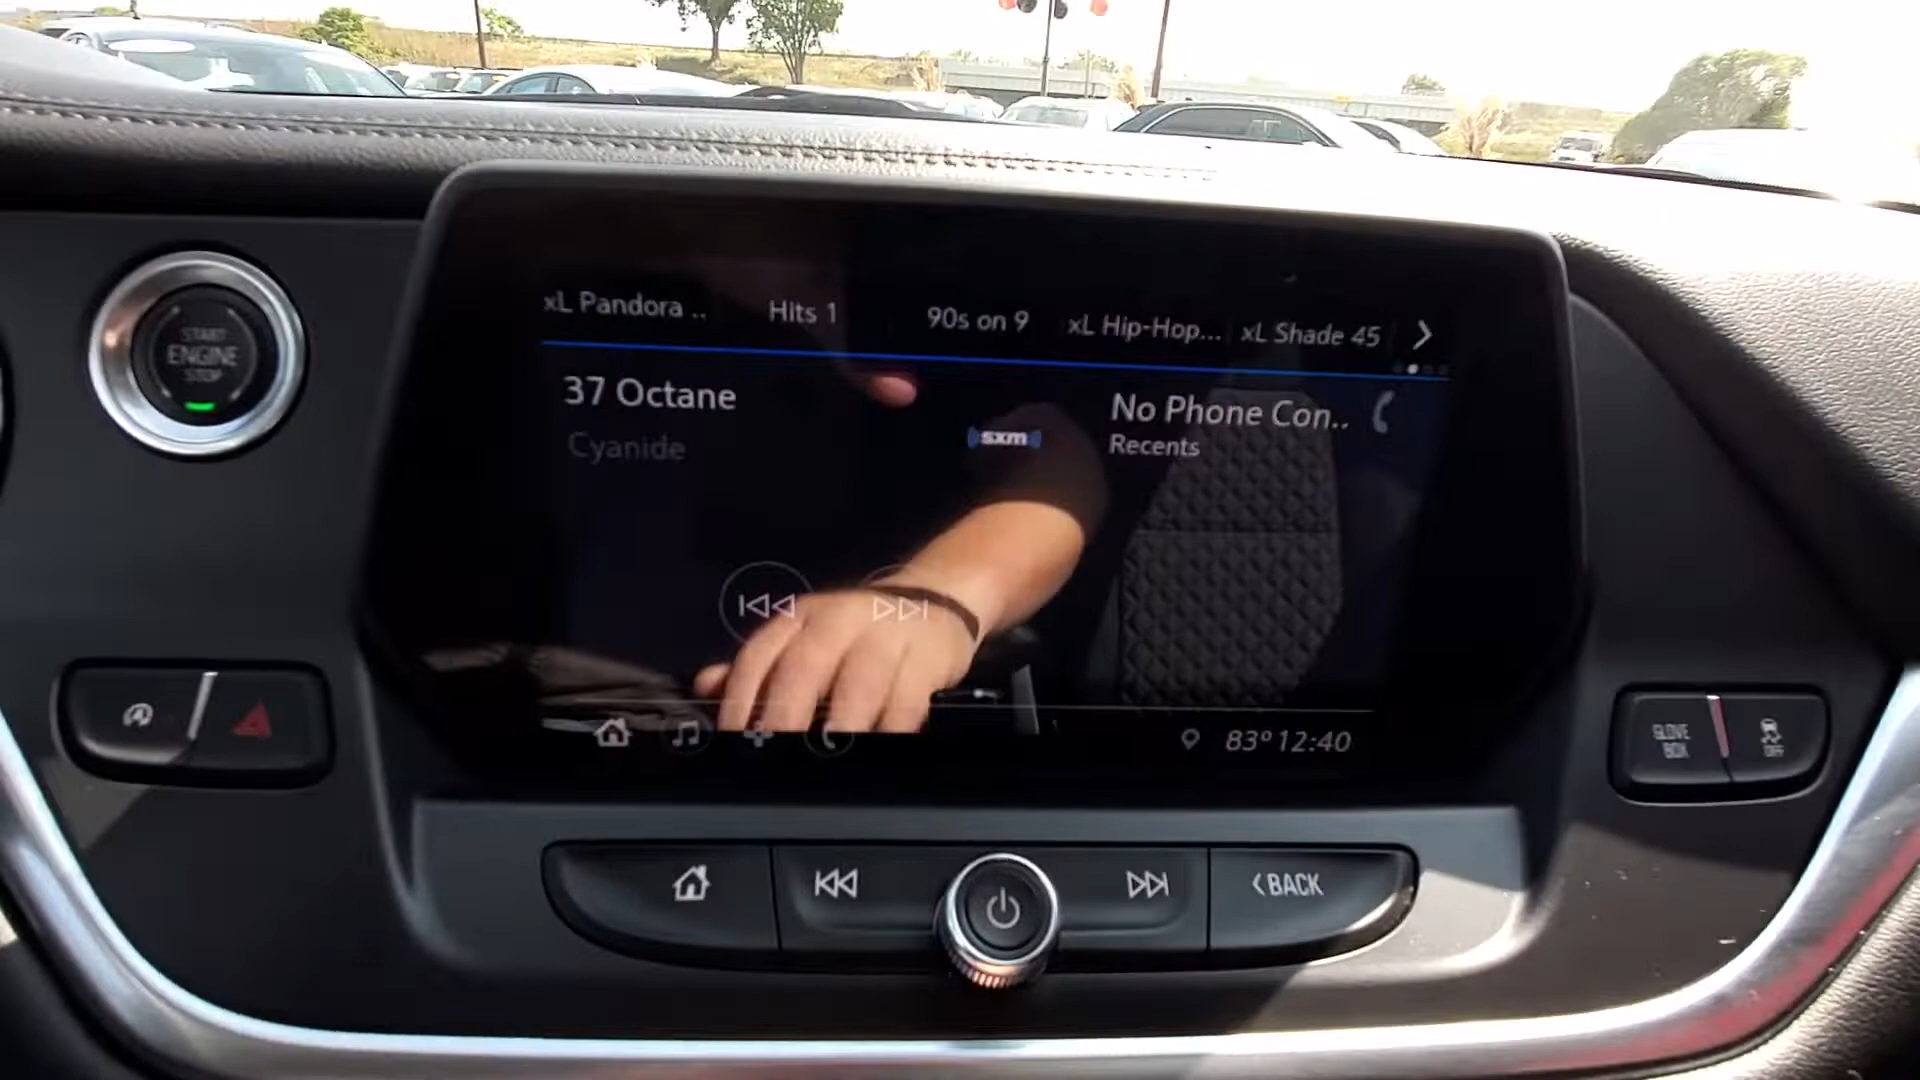 xL Pandora ..
Hits 1
90s on 9
xL Hip-Hop...
xL Shade 45
37 Octane
Cyanide
sxm
No Phone Con..
Recents
83º 12:40
START
ENGINE
STOP
GLOVE
BOX
OFF
<BACK